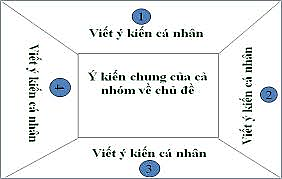 1
Viết ý kiến cá nhân
Viết ý kiến cá nhân
4
Ý kiến chung của cả
nhóm về chủ đề
2
Viết ý kiến cá nhân
Viết ý kiến cá nhân
3